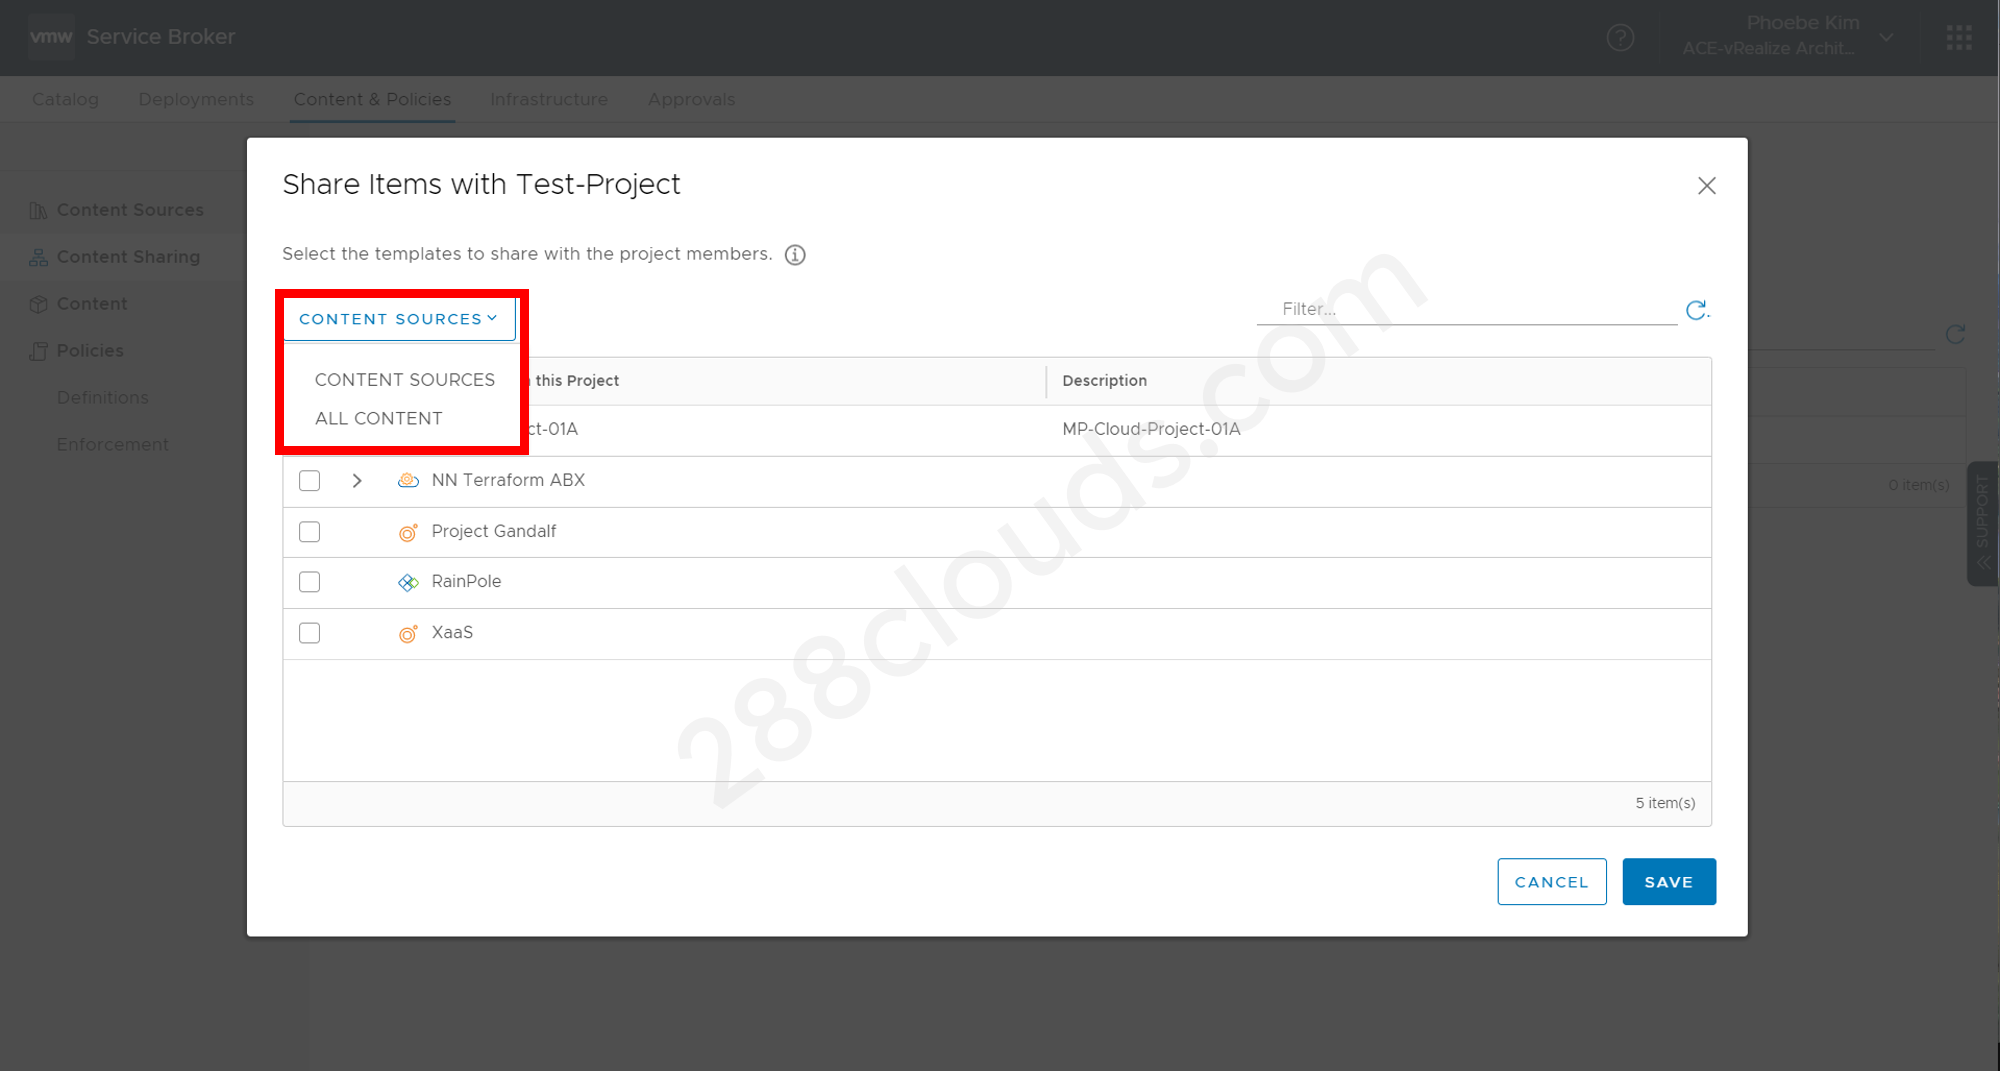 vmw Service Broker
Phoebe Kim
ACE-vRealize Archit...
Catalog Deployments Content & Policies Infrastructure Approvals
Share Items with Test-Project
Content Sources
Content Sharing
Content
Policies
Definitions
Enforcement
Select the templates to share with the project members.
CONTENT SOURCES
Filter...
CONTENT SOURCES
ALL CONTENT
this Project Description
ct-01A MP-Cloud-Project-01A
NN Terraform ABX
Project Gandalf
RainPole
XaaS
5 item(s)
0 item(s)
SUPPORT
CANCEL SAVE
288clouds.com